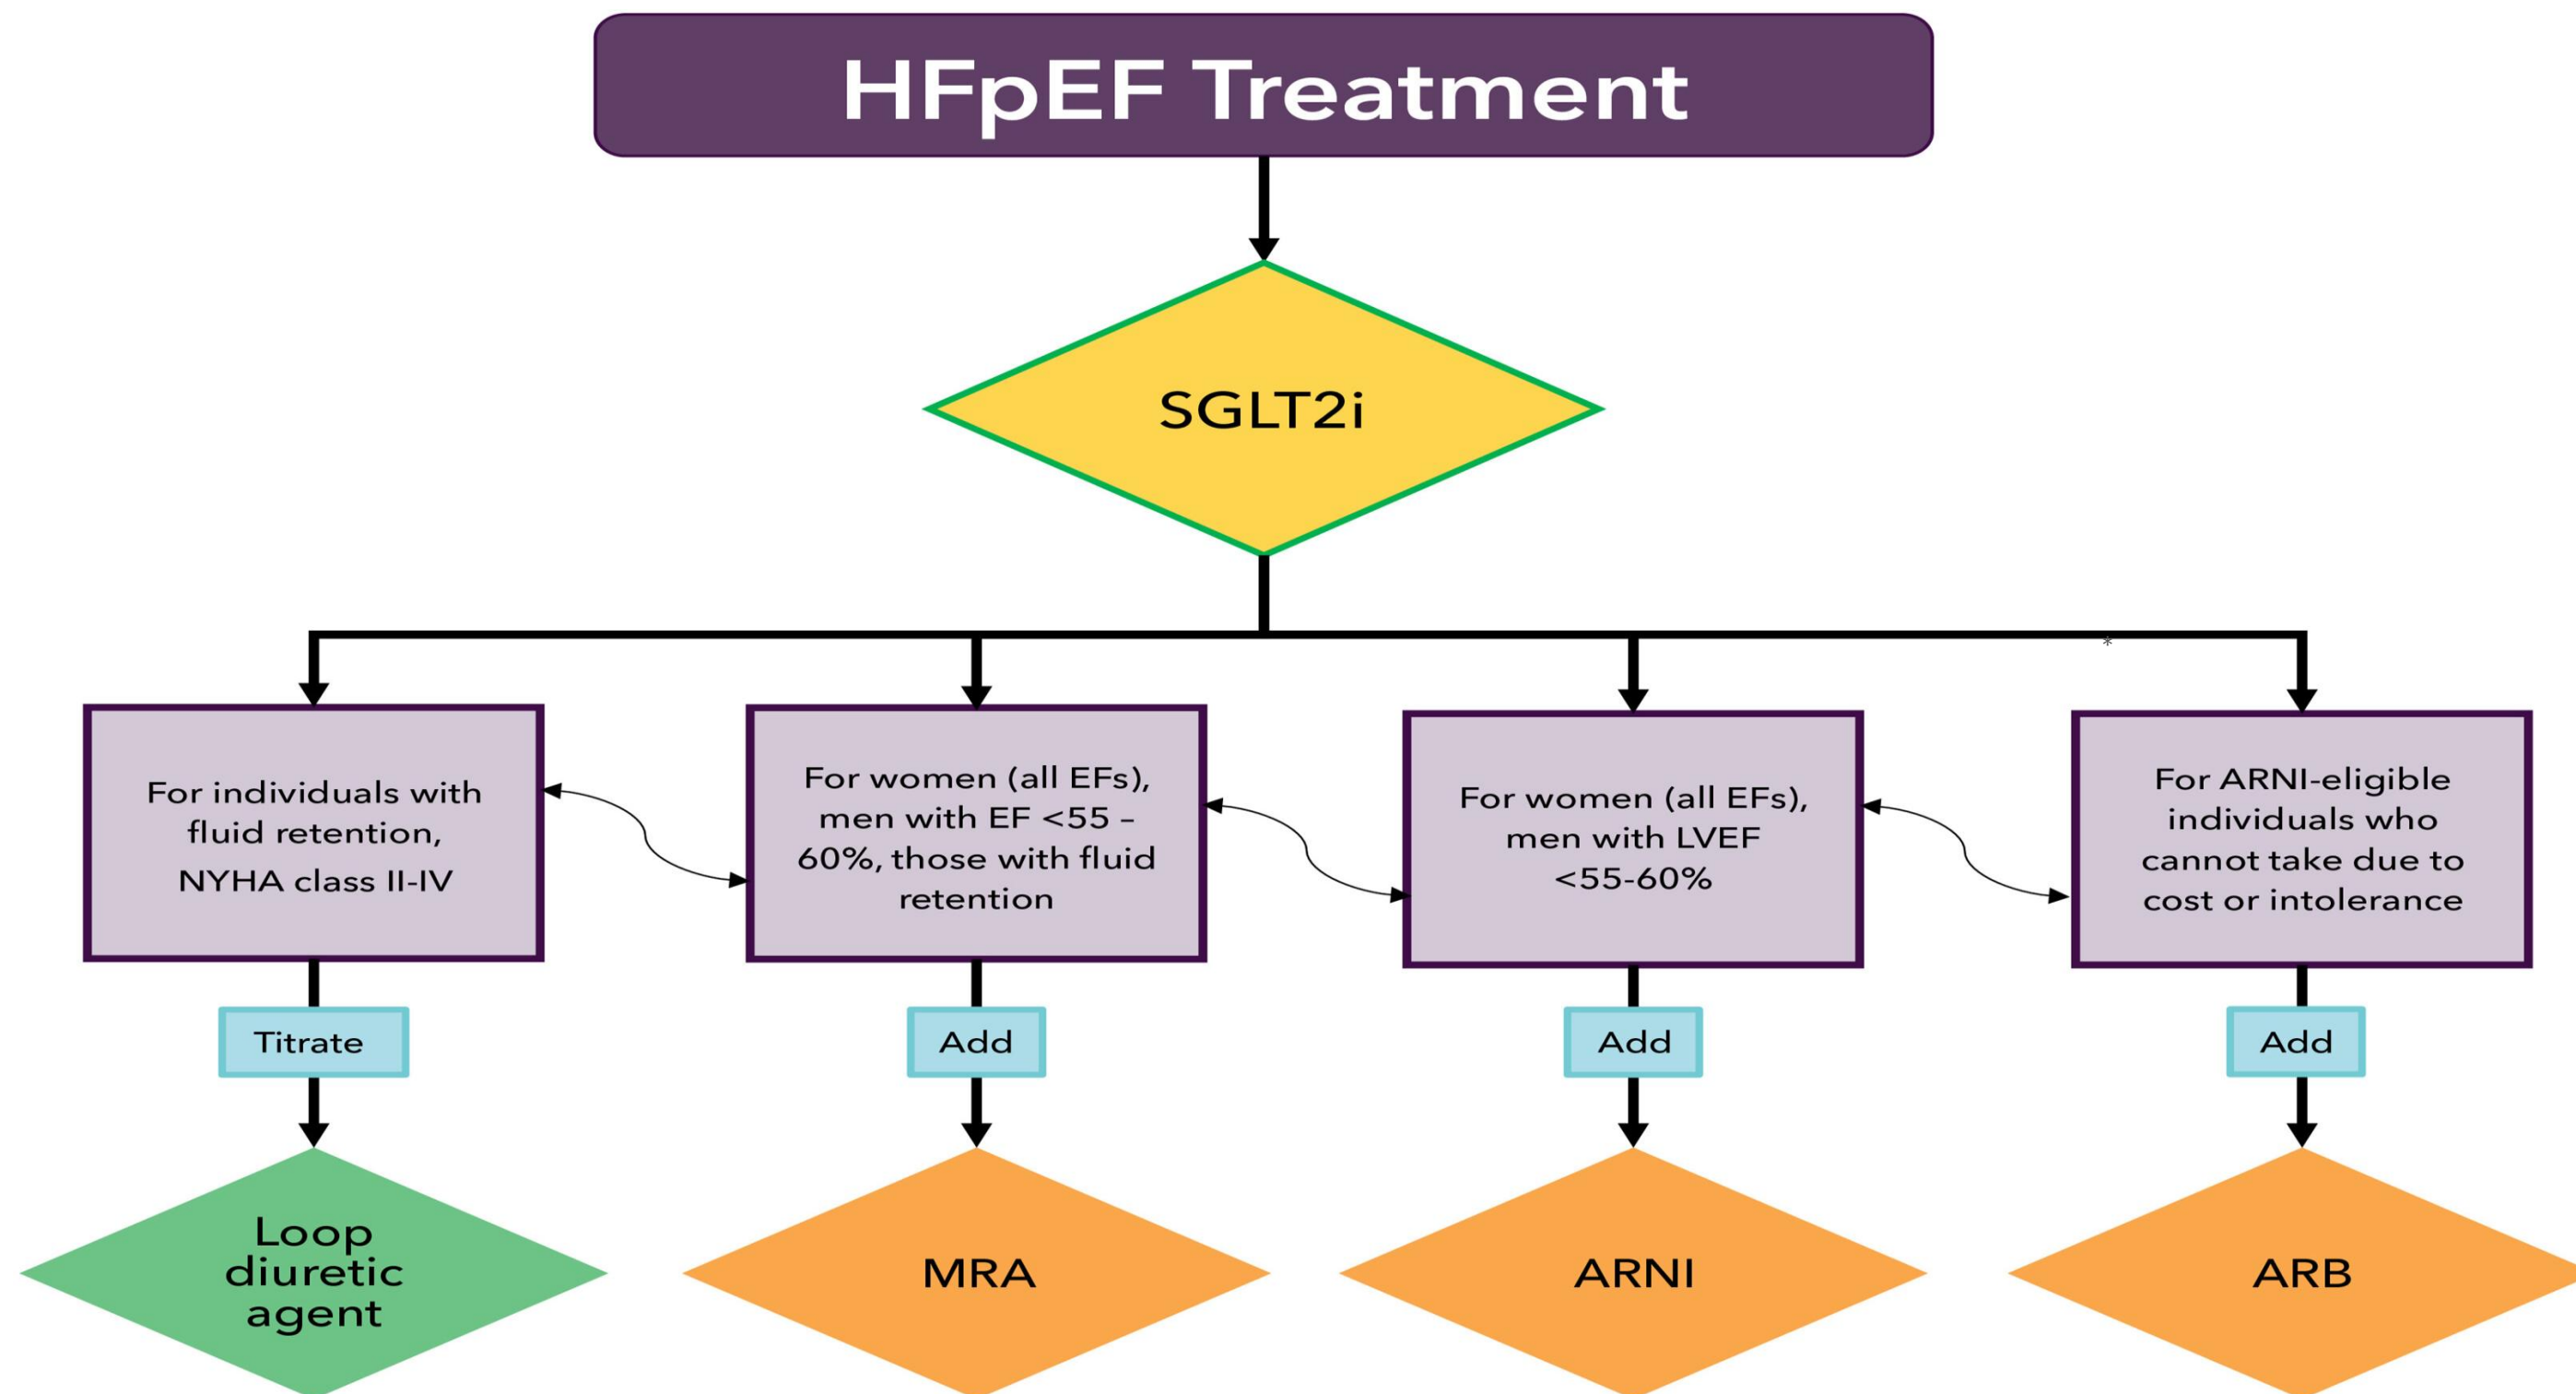 HFpEF Treatment
SGLT2i
*
For individuals with
fluid retention,
NYHA class II-IV
For women (all EFs),
men with EF <55 –
60%, those with fluid
retention
For women (all EFs),
men with LVEF
<55-60%
For ARNI-eligible
individuals who
cannot take due to
cost or intolerance
Titrate
Add
Add
Add
Loop
diuretic
agent
MRA
ARNI
ARB